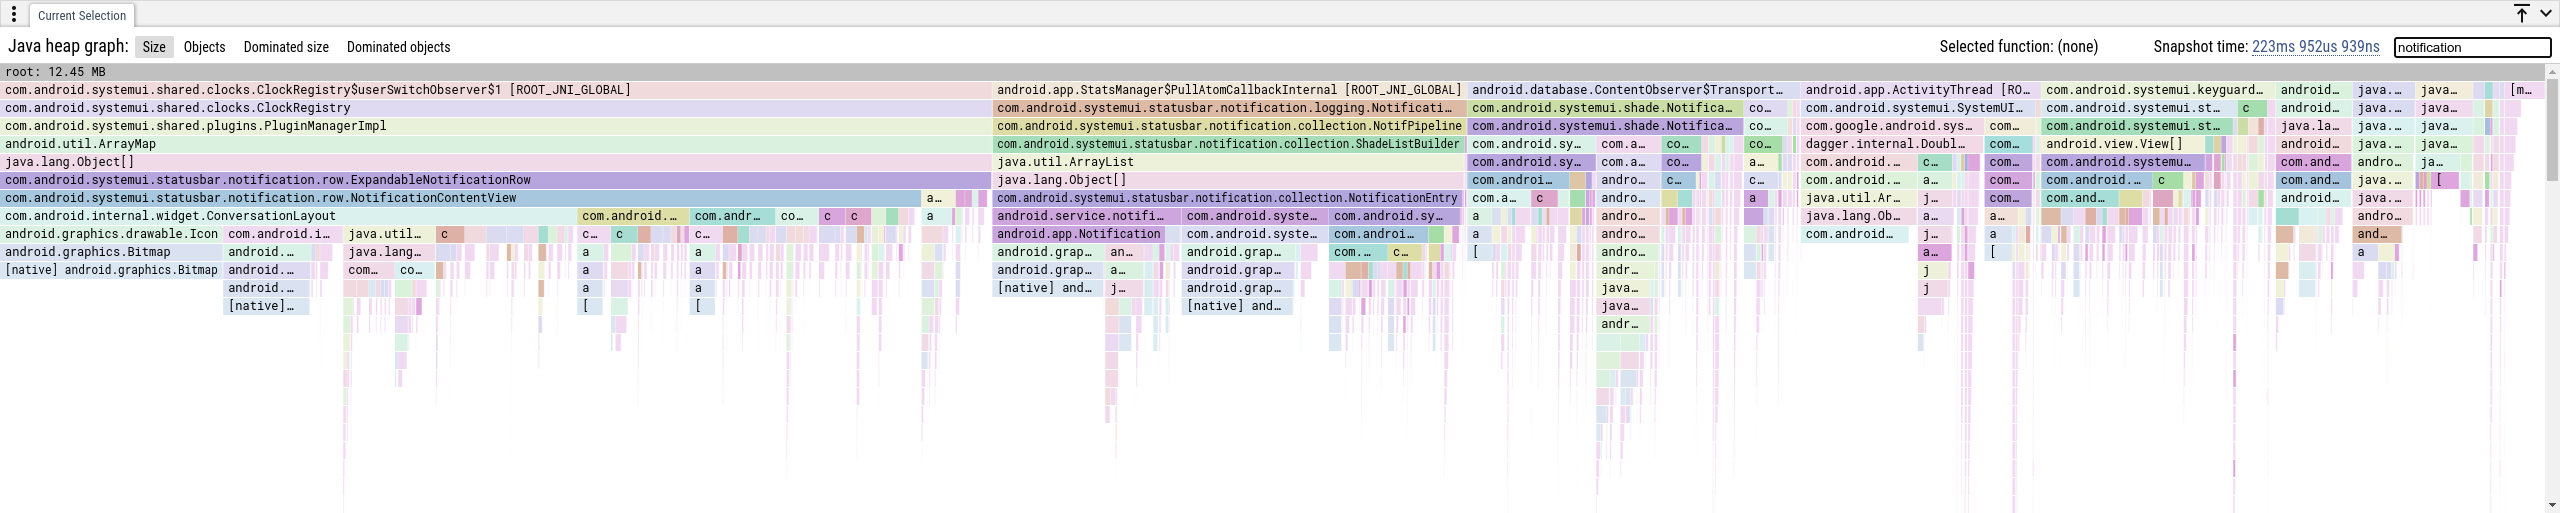 Current Selection
Java heap graph: Size Objects Dominated size Dominated objects Selected function: (none) Snapshot time: 223ms 952us 939ns notification
root: 12.45 MB
com.android.systemui.shared.clocks.ClockRegistry$userSwitchObserver$1 [ROOT_JNI_GLOBAL] android.app.StatsManager$PullAtomCallbackInternal [ROOT_JNI_GLOBAL] android.database.ContentObserver$Transport… android.app.ActivityThread [RO… com.android.systemui.keyguard… android… java.… java… [m…
com.android.systemui.shared.clocks.ClockRegistry com.android.systemui.statusbar.notification.logging.Notificati… com.android.systemui.shade.Notifica… co… com.android.systemui.SystemUI… com.android.systemui.st… c android… java.… java…
com.android.systemui.shared.plugins.PluginManagerImpl com.android.systemui.statusbar.notification.collection.NotifPipeline com.android.systemui.shade.Notifica… co… com.google.android.sys… com… com.android.systemui.st… java.la… java.… java…
android.util.ArrayMap com.android.systemui.statusbar.notification.collection.ShadeListBuilder com.android.sy… com.a… co… co… dagger.internal.Doubl… com… android.view.View[] android… java.… java…
java.lang.Object[] java.util.ArrayList com.android.sy… com.a… co… a… com.android.… c… com… com.android.systemu… com.and… andro… ja…
com.android.systemui.statusbar.notification.row.ExpandableNotificationRow java.lang.Object[] com.androi… andro… c… c… com.android.… a… com… com.android.… c com.and… java.… [
com.android.systemui.statusbar.notification.row.NotificationContentView a… com.android.systemui.statusbar.notification.collection.NotificationEntry com.a… c andro… a java.util.Ar… j… com… com.and… android… java.…
com.android.internal.widget.ConversationLayout com.android.… com.andr… co… c c a android.service.notifi… com.android.syste… com.android.sy… a andro… java.lang.Ob… a… a… andro…
android.graphics.drawable.Icon com.android.i… java.util… c c… c c… android.app.Notification com.android.syste… com.androi… a andro… com.android… j… a and…
android.graphics.Bitmap android.… java.lang… a a android.grap… an… android.grap… com.… c… [ andro… a… [ a
[native] android.graphics.Bitmap android.… com… co… a a android.grap… a… android.grap… andr… j
android.… a a [native] and… j… android.grap… java… j
[native]… [ [ [native] and… java…
andr…